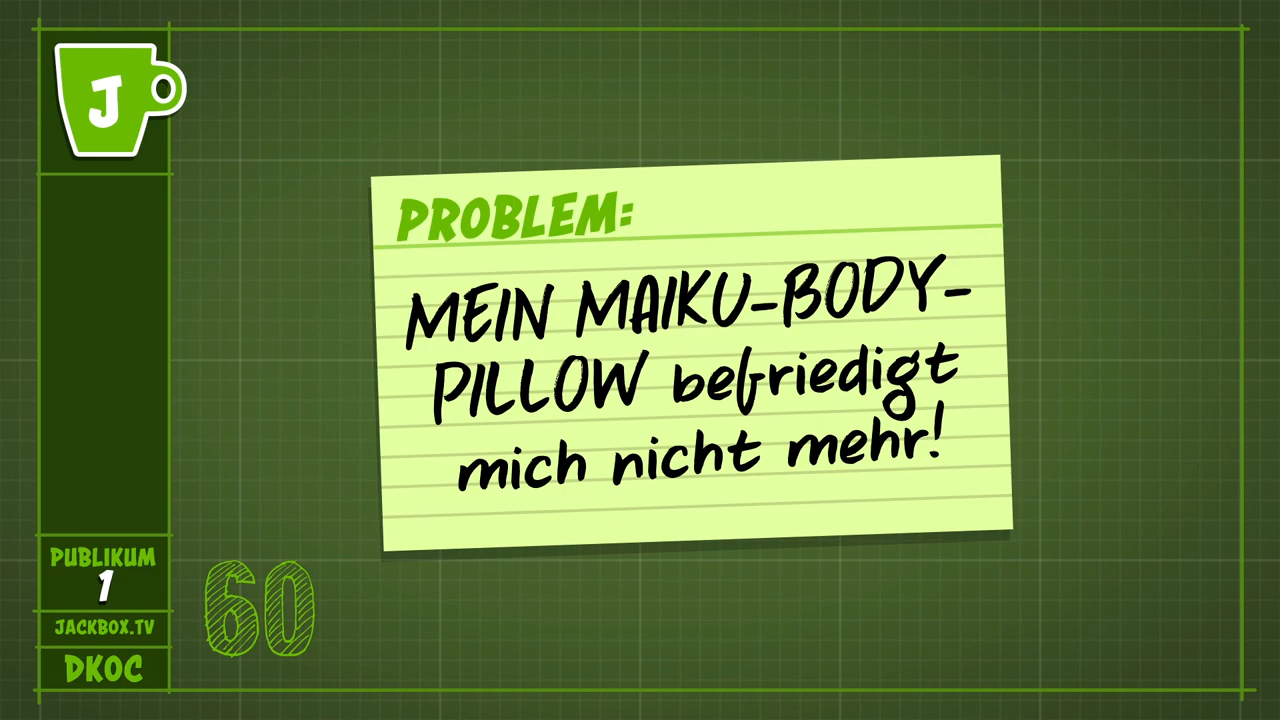 J
PROBLEM:
MEIN MAIKU-BODY-
PILLOW befriedigt
mich nicht mehr!
PUBLIKUM
1
JACKBOX.TV
DKOC
60